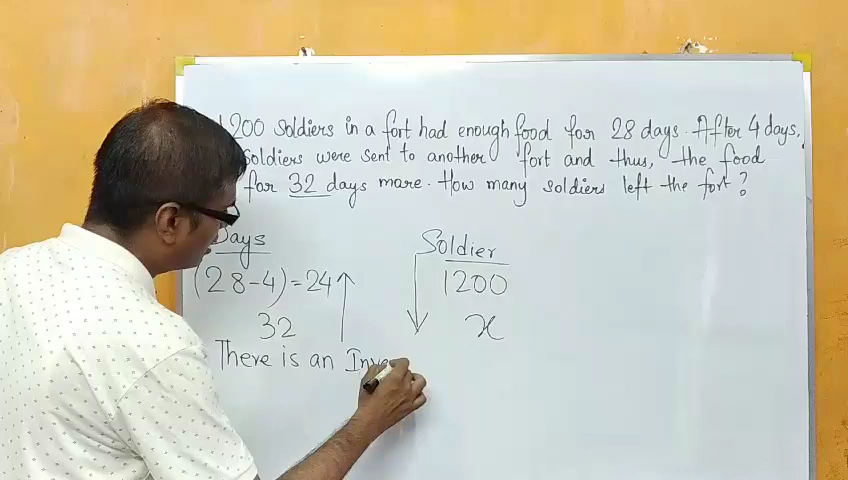 1200 Soldiers in a fort had enough food for 28 days. After 4 days,
Soldiers were sent to another fort and thus, the food
for 32 days more. How many soldiers left the fort?
Days Soldier
(28-4)=24 1200
32 x
There is an Inve